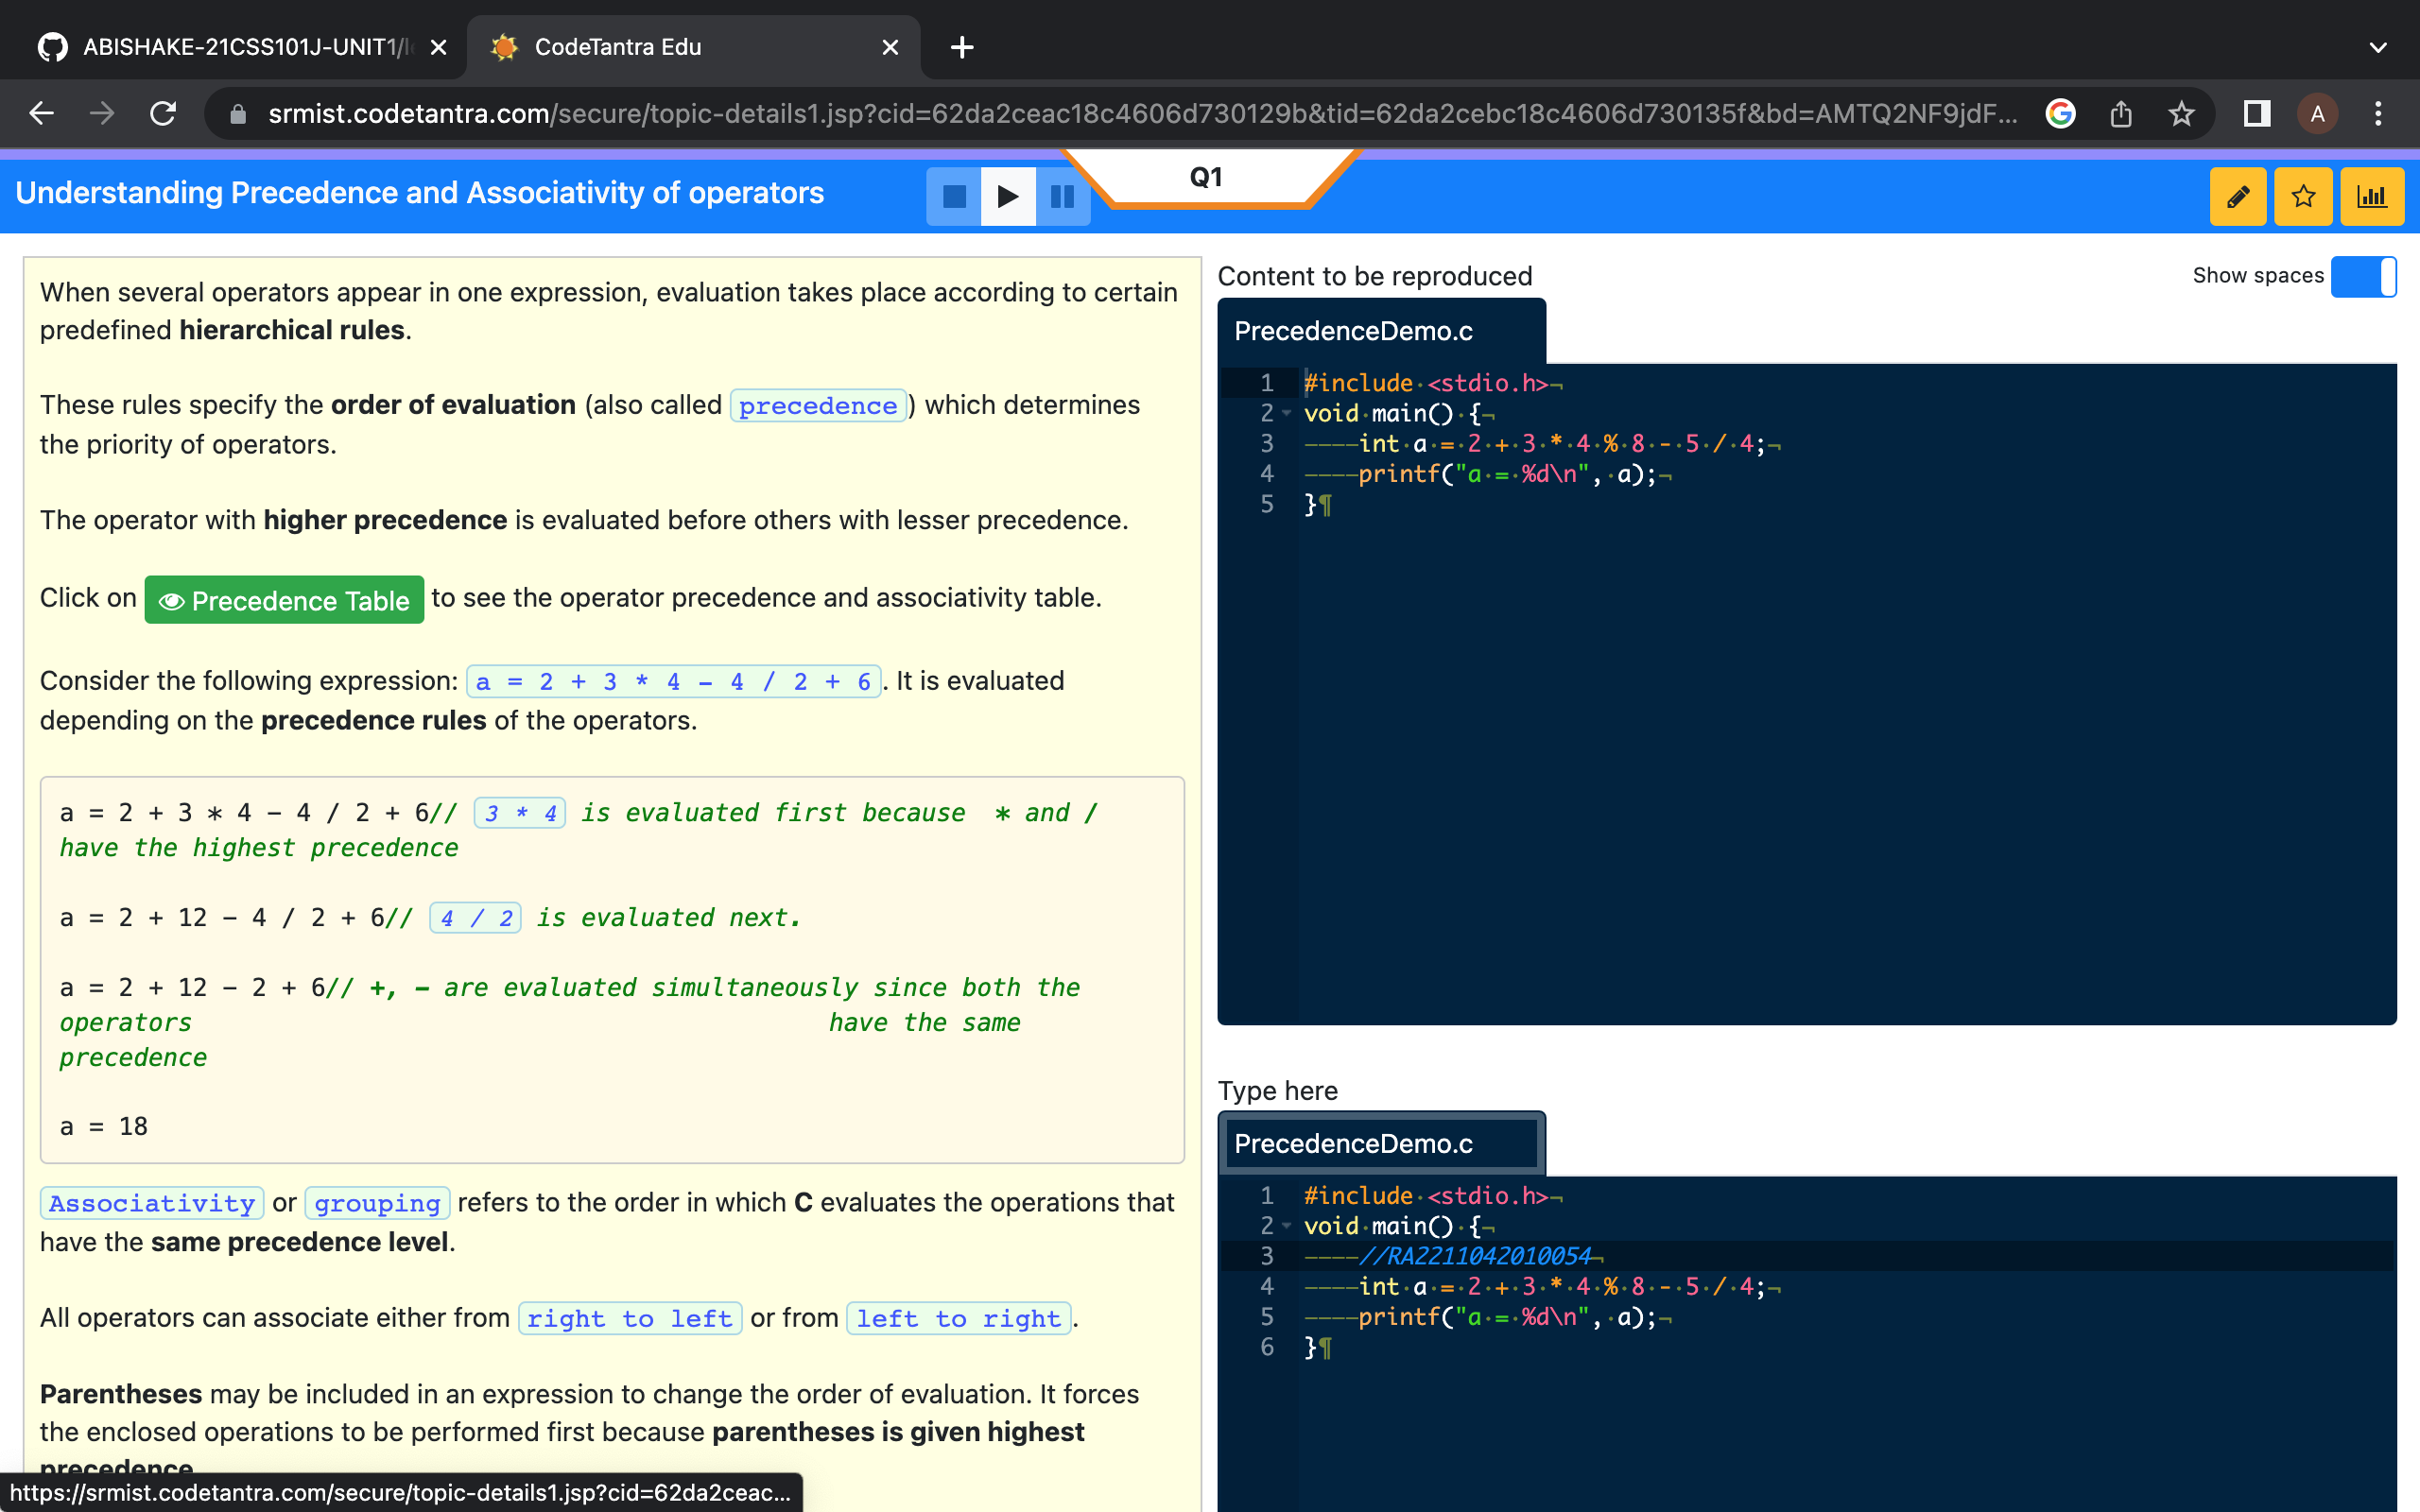 ABISHAKE-21CSS101J-UNIT1/
CodeTantra Edu
srmist.codetantra.com/secure/topic-details1.jsp?cid=62da2ceac18c4606d730129b&tid=62da2cebc18c4606d730135f&bd=AMTQ2NF9jdF...
A
Understanding Precedence and Associativity of operators
Q1
When several operators appear in one expression, evaluation takes place according to certain
predefined hierarchical rules.
These rules specify the order of evaluation (also called precedence) which determines
the priority of operators.
The operator with higher precedence is evaluated before others with lesser precedence.
Click on Precedence Table to see the operator precedence and associativity table.
Consider the following expression: a = 2 + 3 * 4 - 4 / 2 + 6. It is evaluated
depending on the precedence rules of the operators.
a = 2 + 3 * 4 - 4 / 2 + 6// 3 * 4 is evaluated first because * and /
have the highest precedence
a = 2 + 12 - 4 / 2 + 6// 4 / 2 is evaluated next.
a = 2 + 12 - 2 + 6// +, - are evaluated simultaneously since both the
operators have the same
precedence
a = 18
Associativity or grouping refers to the order in which C evaluates the operations that
have the same precedence level.
All operators can associate either from right to left or from left to right.
Parentheses may be included in an expression to change the order of evaluation. It forces
the enclosed operations to be performed first because parentheses is given highest
precedence
https://srmist.codetantra.com/secure/topic-details1.jsp?cid=62da2ceac...
Content to be reproduced
Show spaces
PrecedenceDemo.c
1 #include·<stdio.h>¬
2 void·main()·{¬
3 ————int·a·=·2·+·3·*·4·%·8·-·5·/·4;¬
4 ————printf("a·=·%d\n",·a);¬
5 }¶
Type here
PrecedenceDemo.c
1 #include·<stdio.h>¬
2 void·main()·{¬
3 ————//RA2211042010054¬
4 ————int·a·=·2·+·3·*·4·%·8·-·5·/·4;¬
5 ————printf("a·=·%d\n",·a);¬
6 }¶